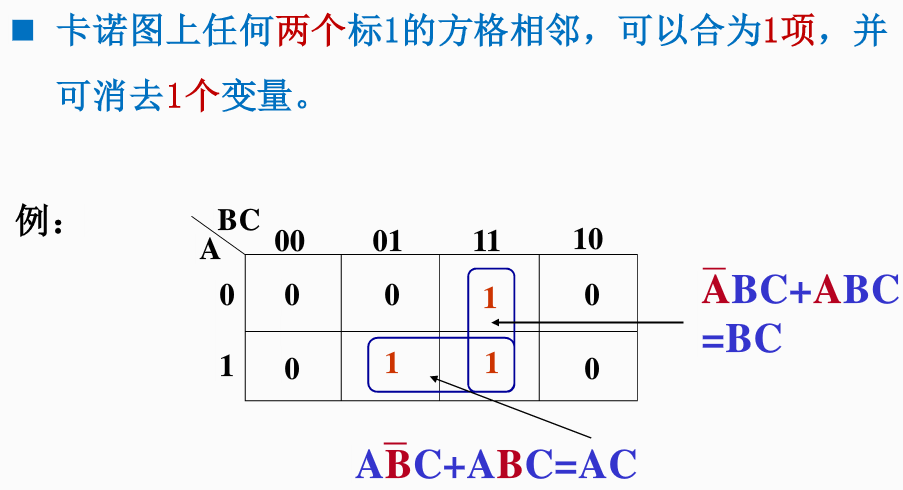 ■ 卡诺图上任何两个标1的方格相邻，可以合为1项，并
可消去1个变量。
例：
BC
A
00 01 11 10
0 0 0 1 0
A̅BC+ABC
=BC
1 0 1 1 0
AB̅C+ABC=AC